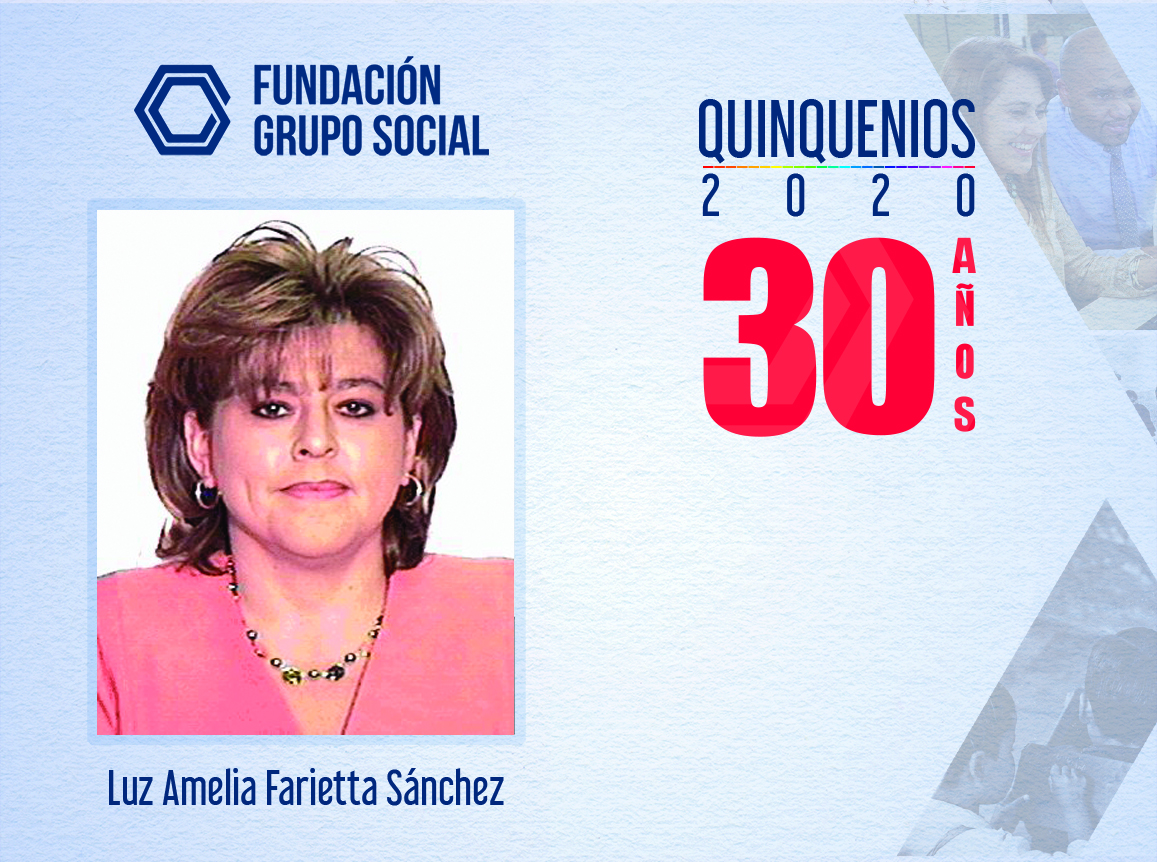 FUNDACIÓN
GRUPO SOCIAL
QUINQUENIOS
2020
30
AÑOS
Luz Amelia Farietta Sánchez